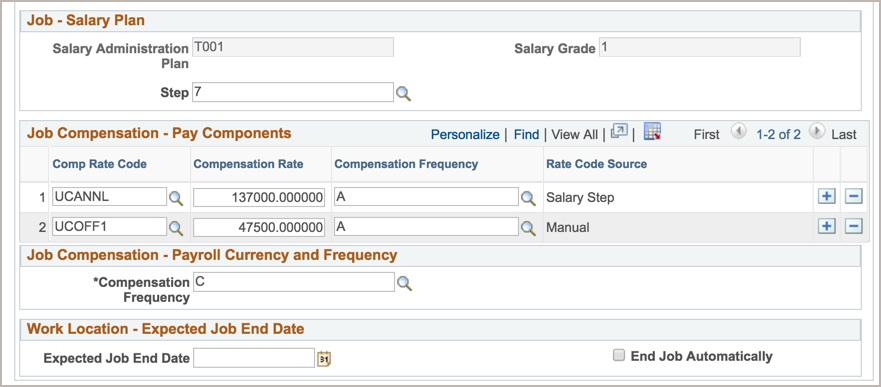 Job - Salary Plan
Salary Administration Plan T001 Salary Grade 1
Step 7
Job Compensation - Pay Components Personalize | Find | View All | | First 1-2 of 2 Last
Comp Rate Code Compensation Rate Compensation Frequency Rate Code Source
1 UCANNL 137000.000000 A Salary Step + -
2 UCOFF1 47500.000000 A Manual + -
Job Compensation - Payroll Currency and Frequency
*Compensation Frequency C
Work Location - Expected Job End Date
Expected Job End Date 31 End Job Automatically